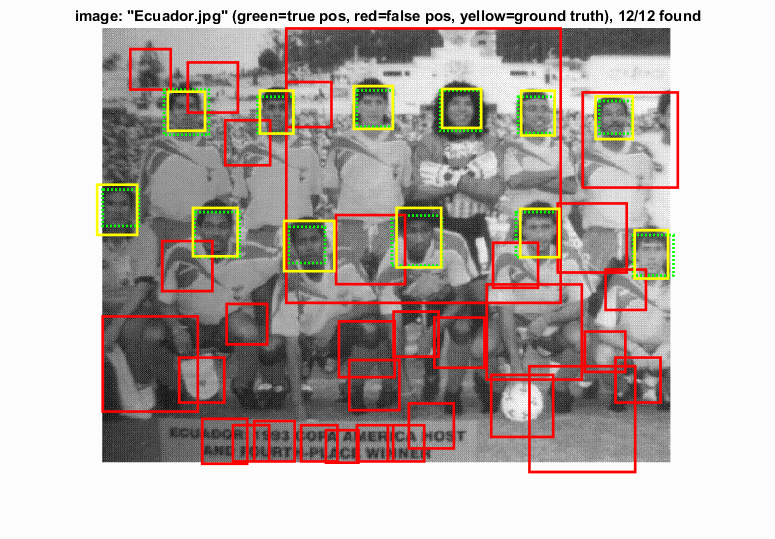 image: "Ecuador.jpg" (green=true pos, red=false pos, yellow=ground truth), 12/12 found
ECUADOR 1993 COPA AMERICA HOST
AND FOURTH-PLACE WINNER